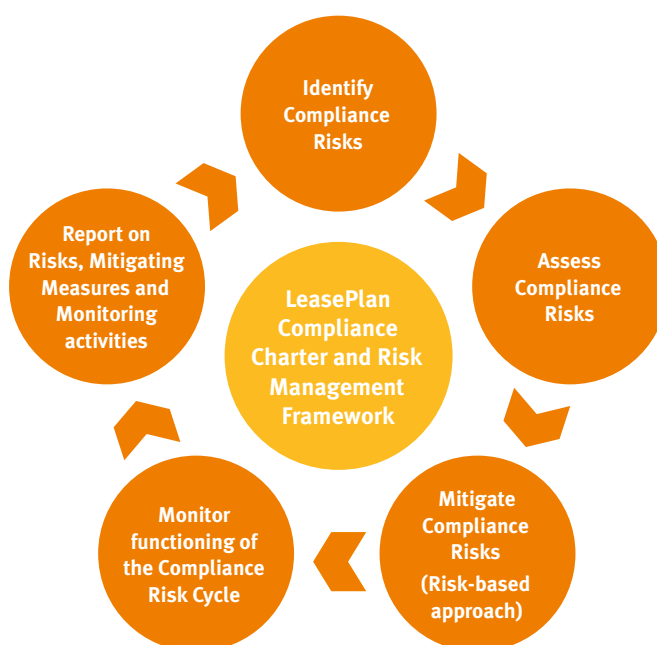 Identify
Compliance
Risks
Assess
Compliance
Risks
Mitigate
Compliance
Risks
(Risk-based
approach)
Monitor
functioning of
the Compliance
Risk Cycle
Report on
Risks, Mitigating
Measures and
Monitoring
activities
LeasePlan
Compliance
Charter and Risk
Management
Framework